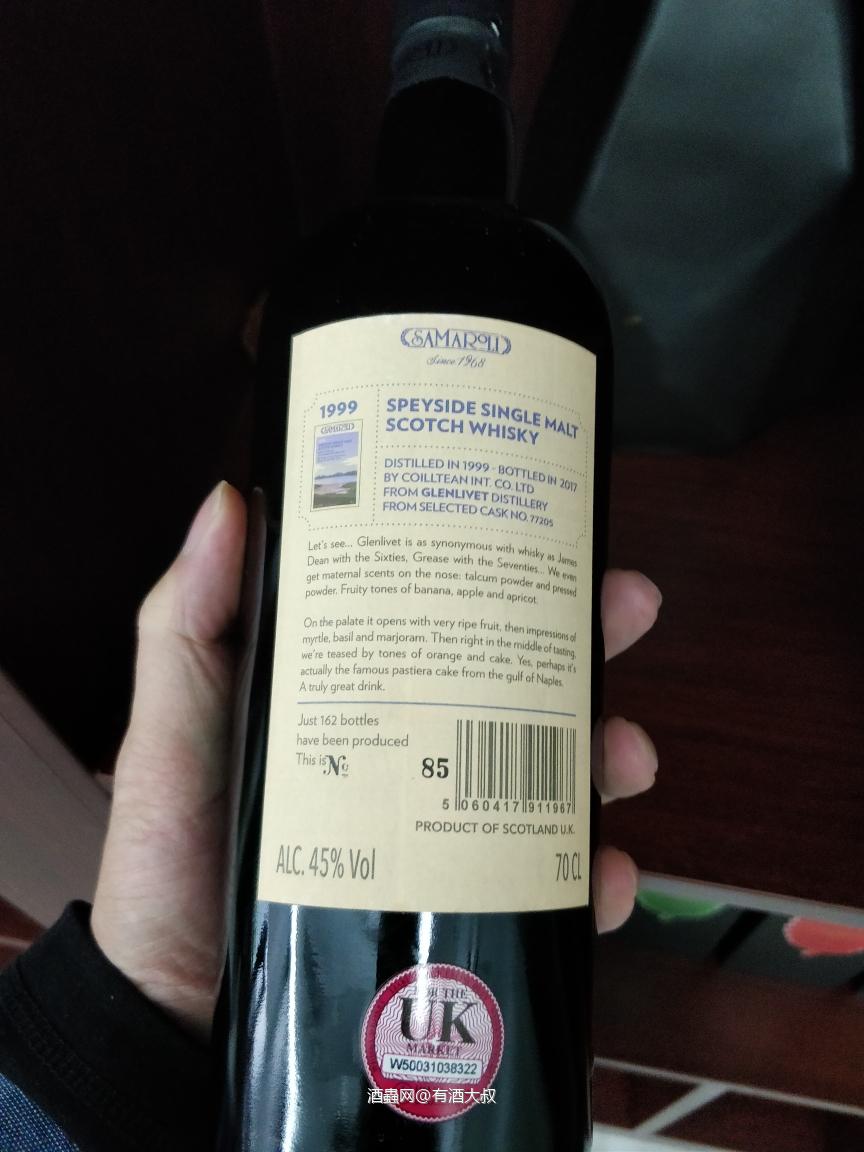 SAMAROLI
Since 1968
1999
SAMAROLI
SPEYSIDE SINGLE MALT
SCOTCH WHISKY
DISTILLED IN 1999 - BOTTLED IN 2017
BY COILLTEAN INT. CO. LTD
FROM GLENLIVET DISTILLERY
FROM SELECTED CASK NO. 77205
Let's see... Glenlivet is as synonymous with whisky as James
Dean with the Sixties, Grease with the Seventies... We even
get maternal scents on the nose: talcum powder and pressed
powder. Fruity tones of banana, apple and apricot.
On the palate it opens with very ripe fruit, then impressions of
myrtle, basil and marjoram. Then right in the middle of tasting,
we're teased by tones of orange and cake. Yes, perhaps it's
actually the famous pastiera cake from the gulf of Naples.
A truly great drink.
Just 162 bottles
have been produced
This is No 85
5 060417 911967
PRODUCT OF SCOTLAND U.K.
ALC. 45% Vol 70 CL
FOR THE
UK
MARKET
W50031038322
酒蟲网@有酒大叔